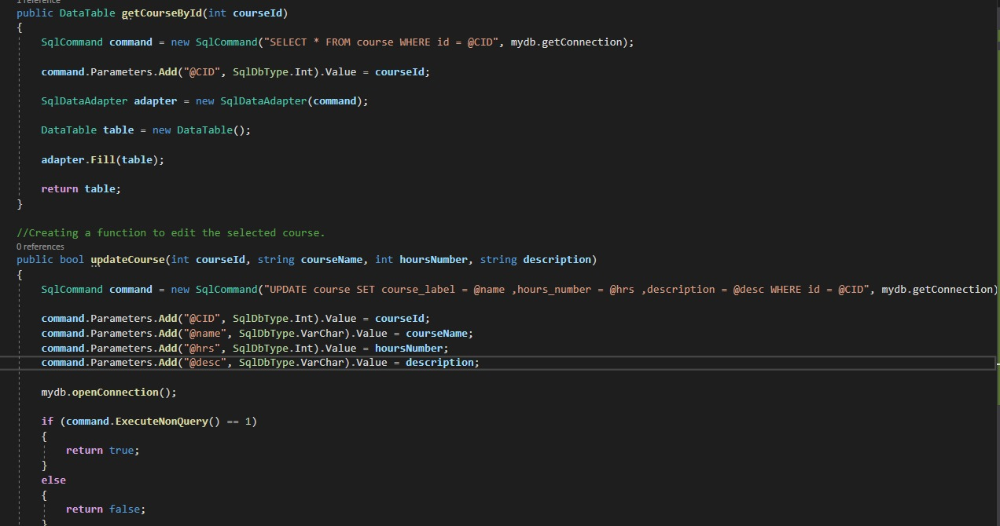 1 reference
public DataTable getCourseById(int courseId)
{
SqlCommand command = new SqlCommand("SELECT * FROM course WHERE id = @CID", mydb.getConnection);
command.Parameters.Add("@CID", SqlDbType.Int).Value = courseId;
SqlDataAdapter adapter = new SqlDataAdapter(command);
DataTable table = new DataTable();
adapter.Fill(table);
return table;
}
//Creating a function to edit the selected course.
0 references
public bool updateCourse(int courseId, string courseName, int hoursNumber, string description)
{
SqlCommand command = new SqlCommand("UPDATE course SET course_label = @name ,hours_number = @hrs ,description = @desc WHERE id = @CID", mydb.getConnection)
command.Parameters.Add("@CID", SqlDbType.Int).Value = courseId;
command.Parameters.Add("@name", SqlDbType.VarChar).Value = courseName;
command.Parameters.Add("@hrs", SqlDbType.Int).Value = hoursNumber;
command.Parameters.Add("@desc", SqlDbType.VarChar).Value = description;
mydb.openConnection();
if (command.ExecuteNonQuery() == 1)
{
return true;
}
else
{
return false;
}